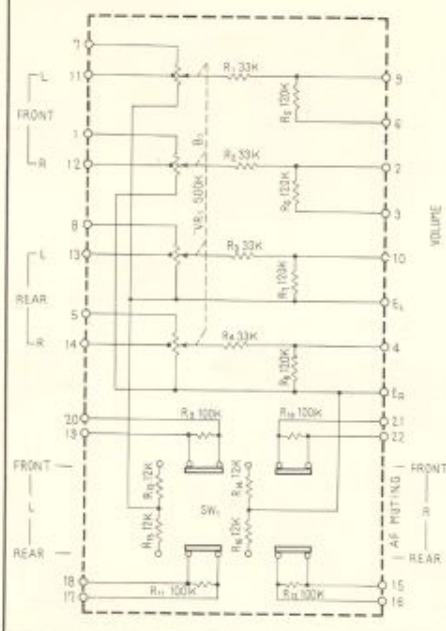 7
11
L
FRONT
1
R
12
8
L
13
REAR
5
R
14
20
19
FRONT
L
REAR
18
17
R₁ 33K
R₅ 120K
R₂ 33K
R₆ 120K
VR₁ 500K
R₃ 33K
R₇ 120K
R₄ 33K
R₈ 120K
R₉ 100K
R₁₀ 100K
R₁₃ 12K
R₁₄ 12K
SW₁
R₁₅ 12K
R₁₆ 12K
R₁₁ 100K
R₁₂ 100K
9
6
2
3
VOLUME
10
EL
4
ER
21
22
FRONT
AF MUTING
R
REAR
15
16